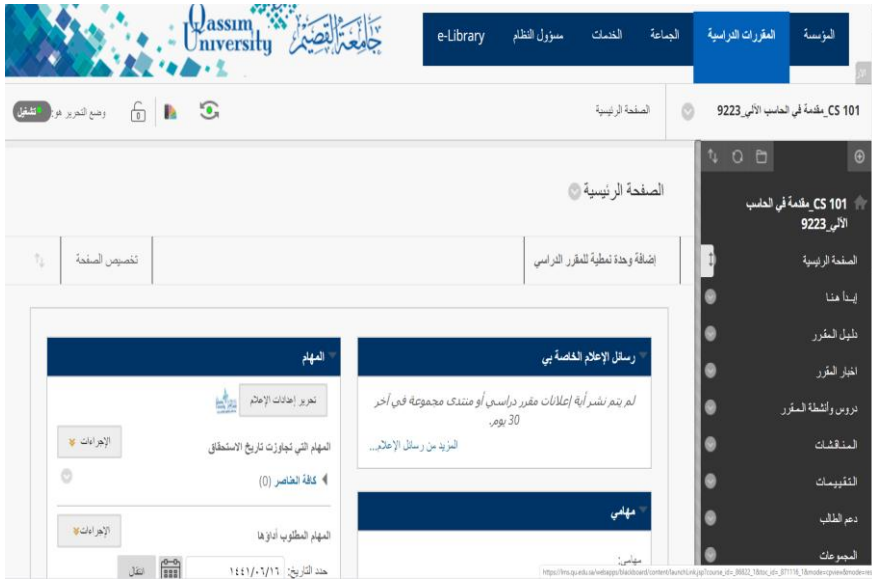 Qassim
University
جامعة القصيم
المؤسسة
المقررات الدراسية
الجماعة
الخدمات
مسؤول النظام
e-Library
CS 101_مقدمة في الحاسب الآلي_9223
الصفحة الرئيسية
وضع التحرير هو:
تشغيل
CS 101_مقدمة في الحاسب
الآلي_9223
الصفحة الرئيسية
إبدأ هنا
دليل المقرر
اخبار المقرر
دروس وأنشطة المقرر
المناقشات
التقييمات
دعم الطالب
المجموعات
الصفحة الرئيسية
إضافة وحدة نمطية للمقرر الدراسي
تخصيص الصفحة
رسائل الإعلام الخاصة بي
لم يتم نشر أية إعلانات مقرر دراسي أو منتدى مجموعة في آخر
30 يوم.
المزيد من رسائل الإعلام...
مهامي
مهامي:
المهام
تحرير إعدادات الإعلام
المهام التي تجاوزت تاريخ الاستحقاق
الإجراءات
كافة العناصر (0)
المهام المطلوب أداؤها
الإجراءات
حدد التاريخ:
١٤٤١/٠٦/١٦
انتقال